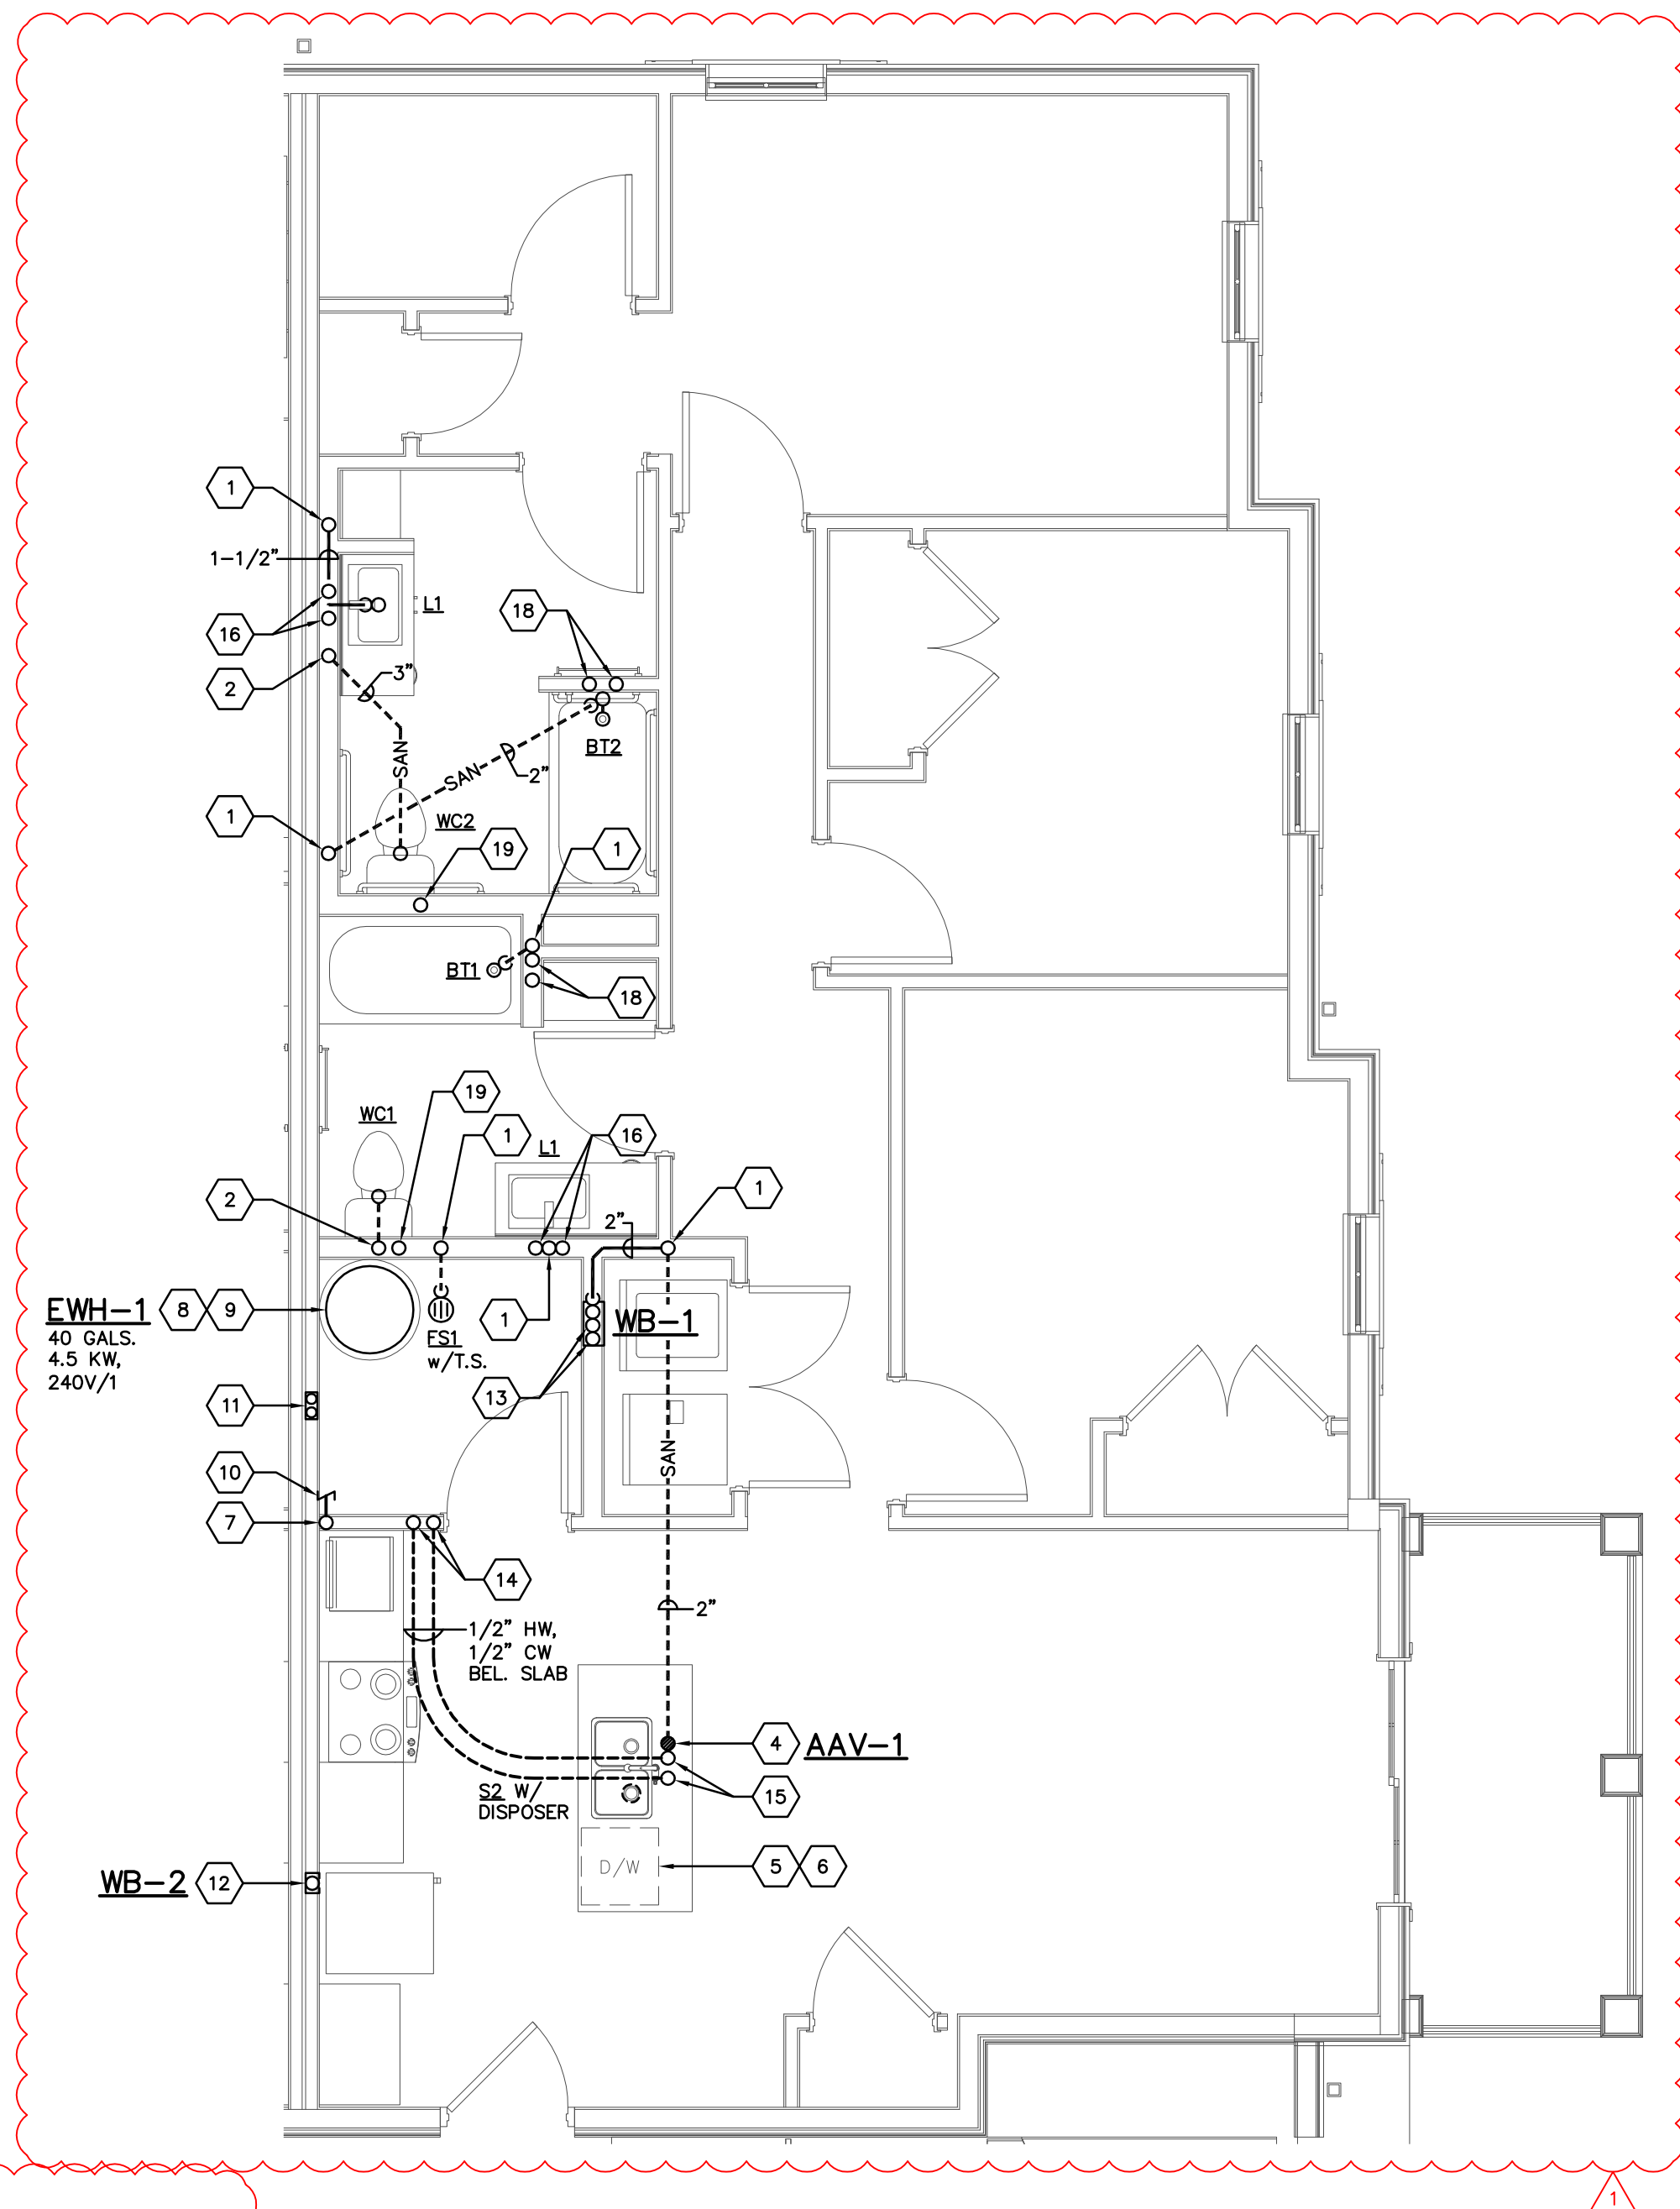 1
1-1/2"
16
L1
18
2
3"
SAN
BT2
SAN
2"
1
WC2
19
1
BT1
18
19
WC1
1
16
L1
1
2
2"
EWH-1
8
9
40 GALS.
4.5 KW,
240V/1
1
WB-1
FS1
w/T.S.
11
13
SAN
10
7
14
2"
1/2" HW,
1/2" CW
BEL. SLAB
4
AAV-1
S2 W/
DISPOSER
15
D/W
5
6
WB-2
12
1